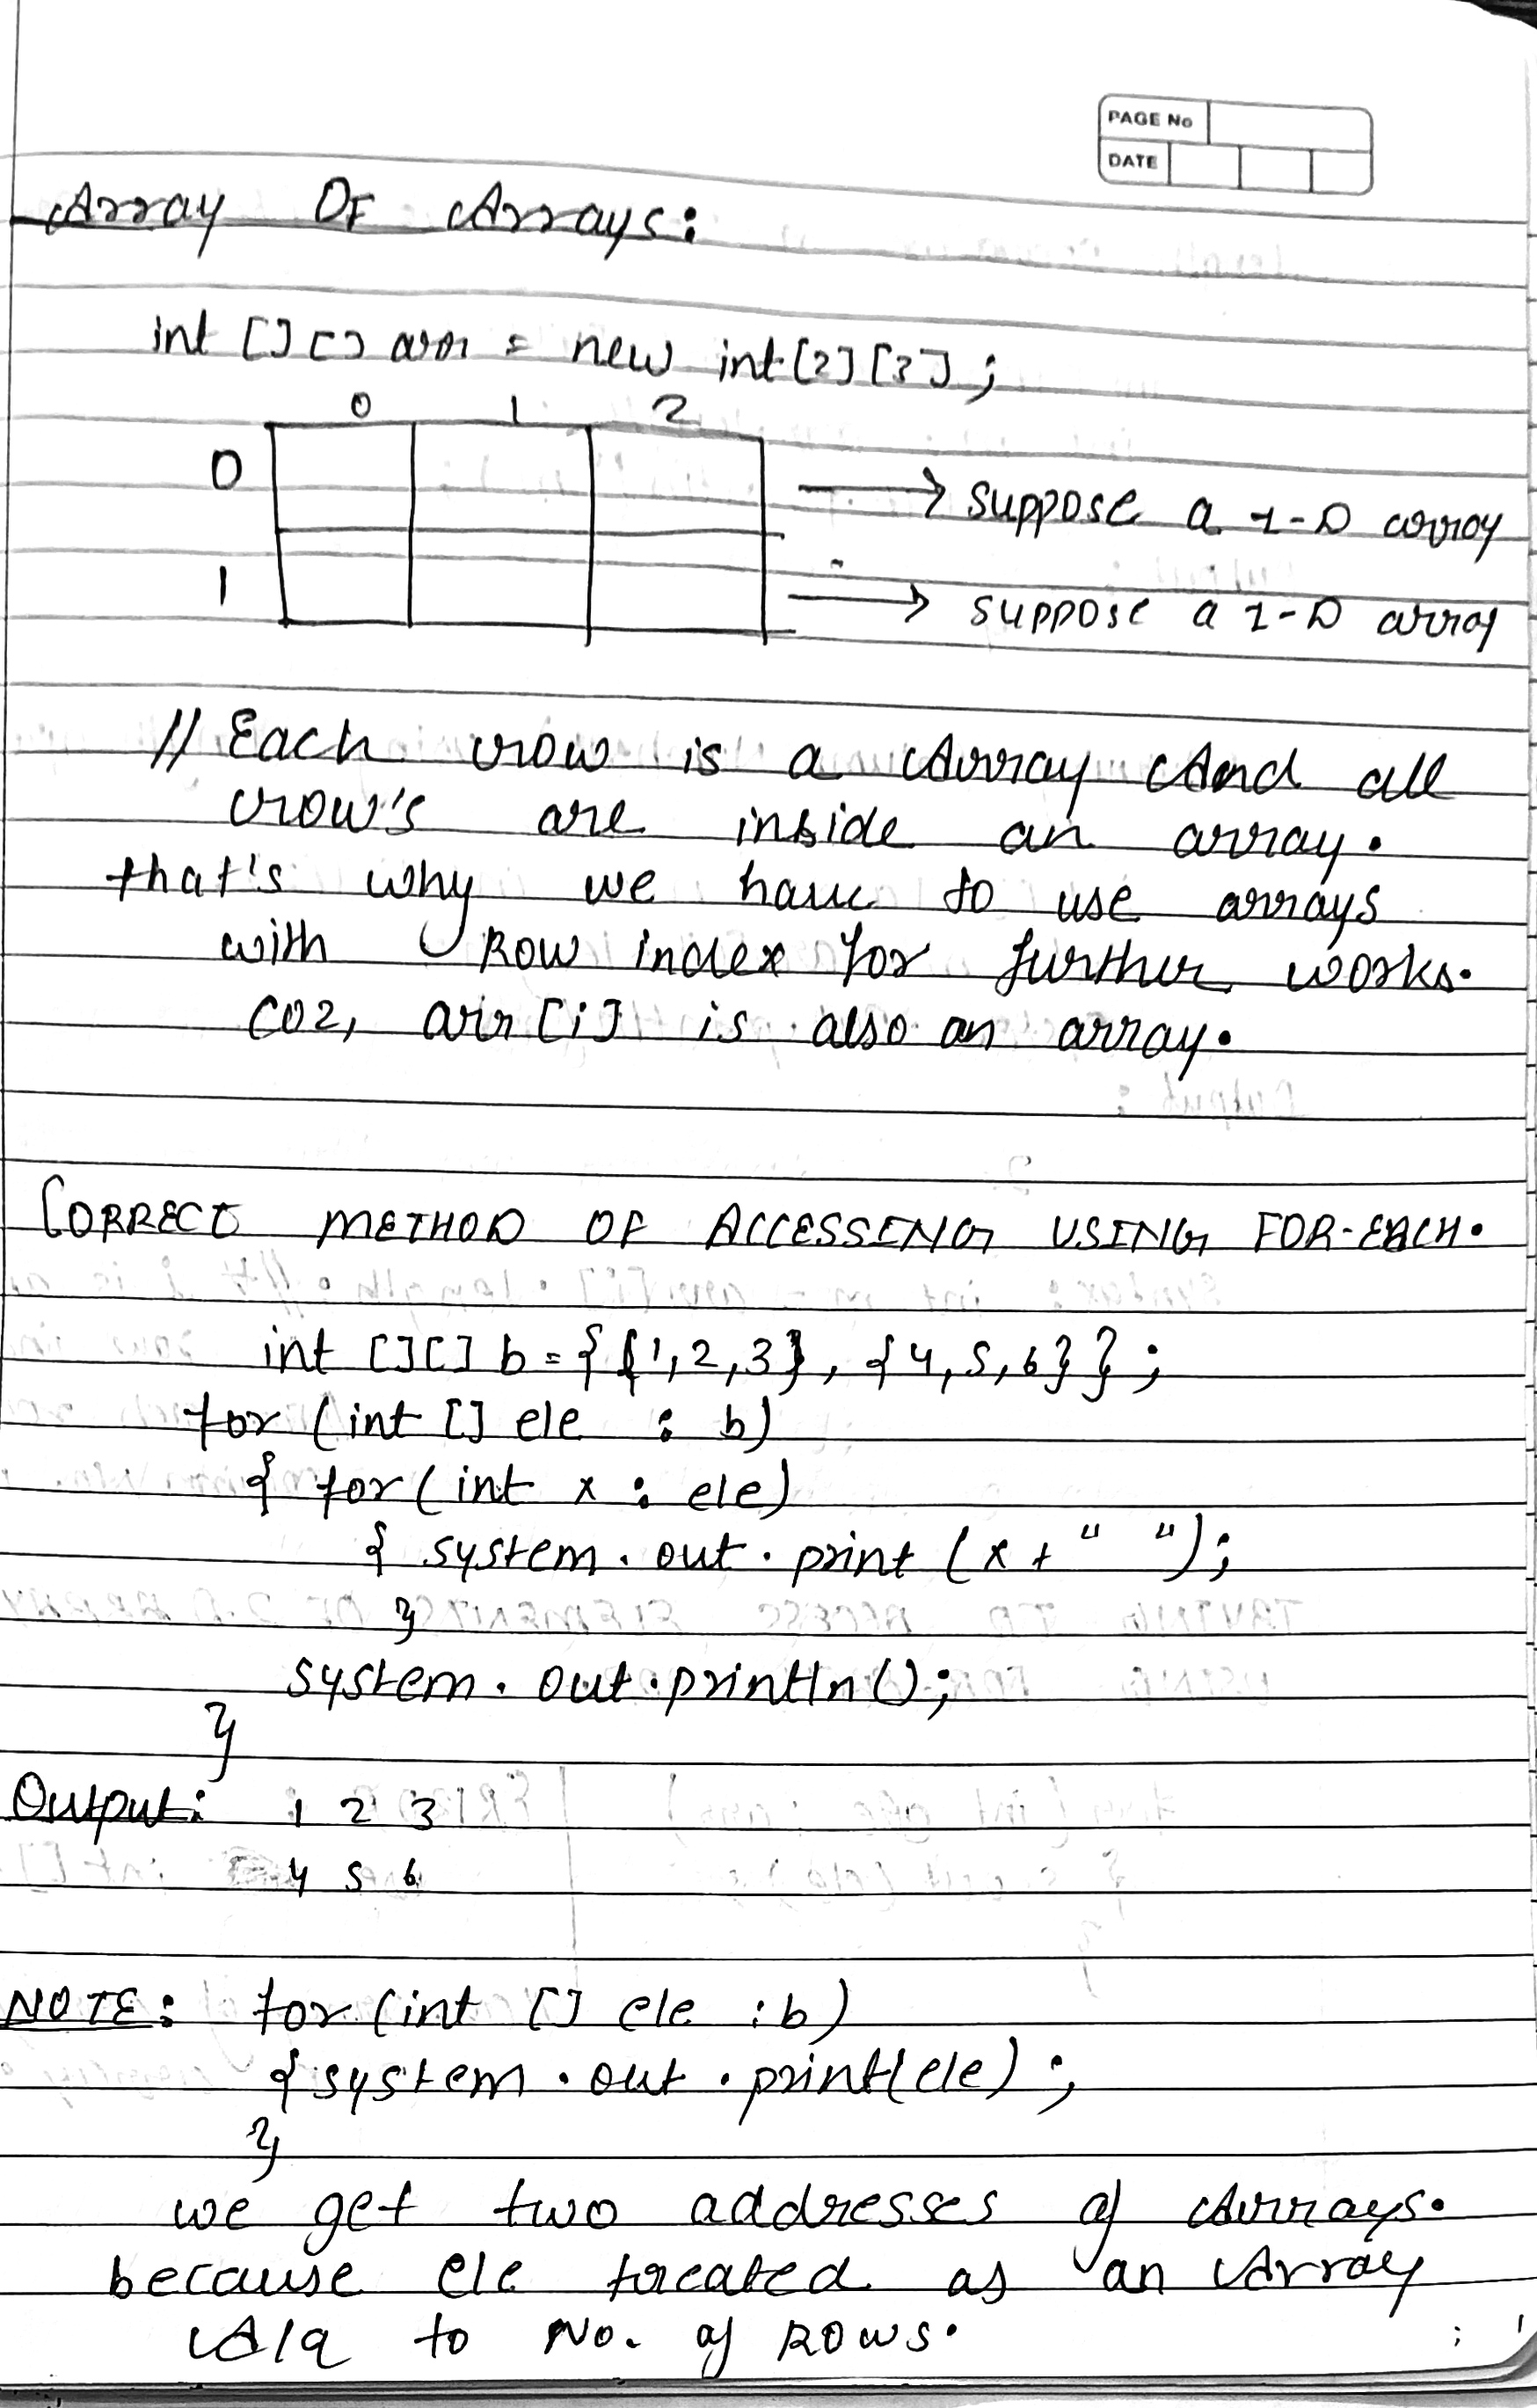 PAGE No
DATE
Array OF Arrays:
int [] [] arr = new int [2] [3];
0 1 2
0 → suppose a 1-D array
1 → suppose a 1-D array
// Each row is a Array And all
row's are inside an array.
that's why we have to use arrays
with Row index for further works.
coz, arr [i] is also an array.
CORRECT METHOD OF ACCESSING USING FOR-EACH.
int [][] b = {{1,2,3}, {4,5,6}};
for (int [] ele : b)
{ for (int x : ele)
{ system.out.print (x + " ");
}
system.out.println();
}
Output: 1 2 3
4 5 6
NOTE: for (int [] ele : b)
{ system.out.print(ele);
}
we get two addresses of Arrays.
because ele treated as an Array
A/q to No. of ROWS.